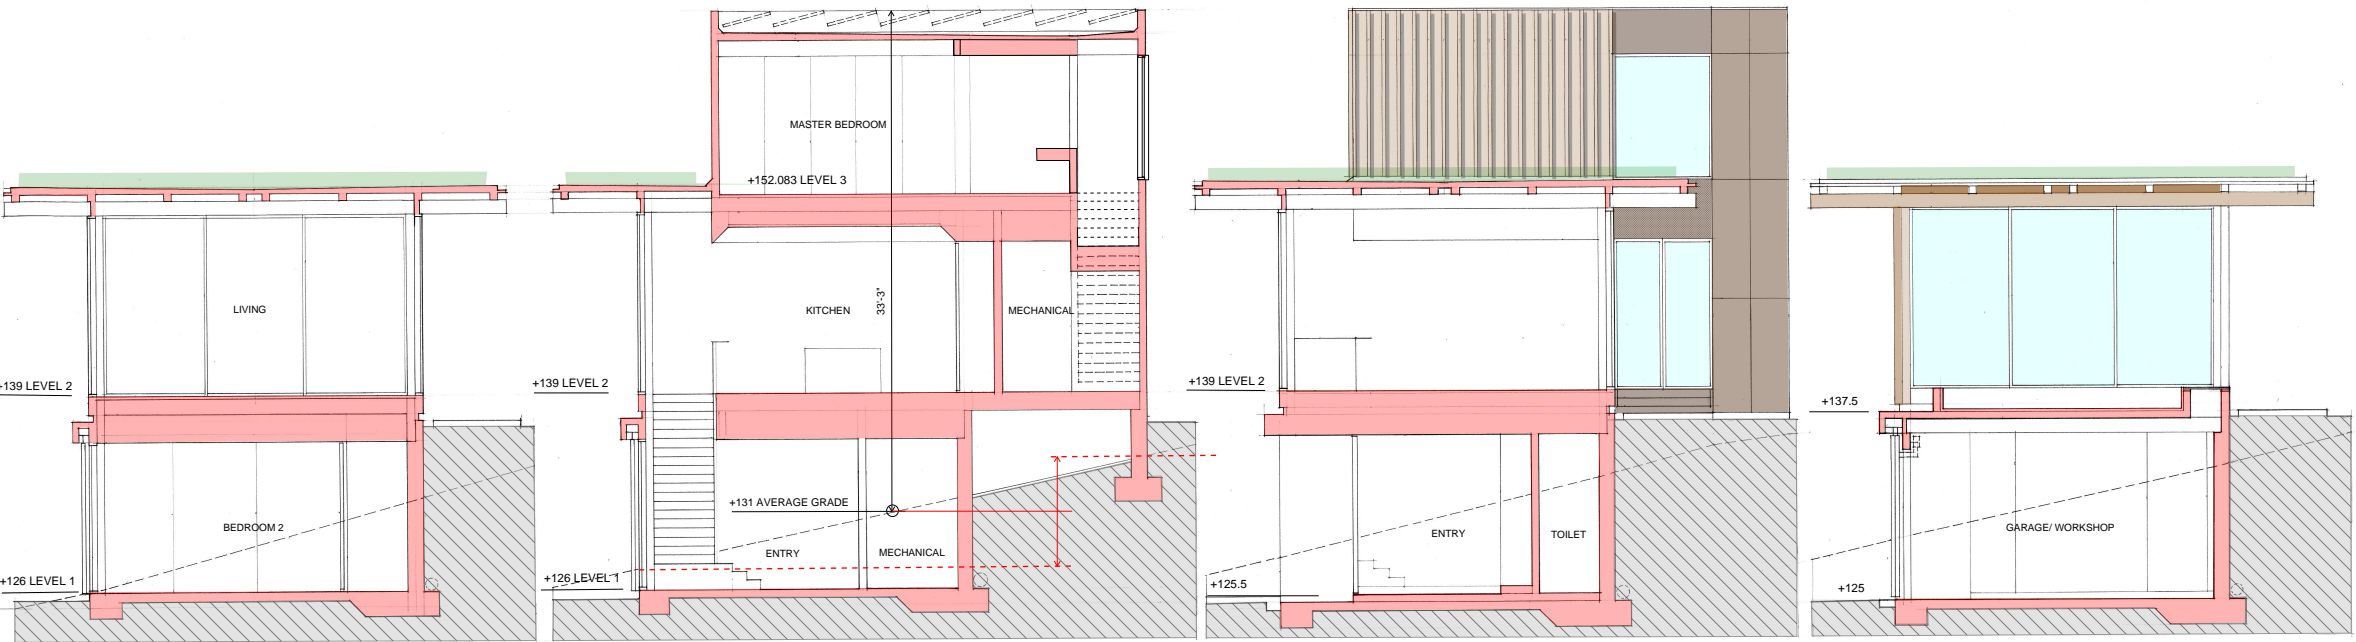 LIVING
+139 LEVEL 2
BEDROOM 2
+126 LEVEL 1
MASTER BEDROOM
+152.083 LEVEL 3
33'-3"
KITCHEN
MECHANICAL
+139 LEVEL 2
+131 AVERAGE GRADE
ENTRY
MECHANICAL
+126 LEVEL 1
+139 LEVEL 2
ENTRY
TOILET
+125.5
+137.5
GARAGE/ WORKSHOP
+125